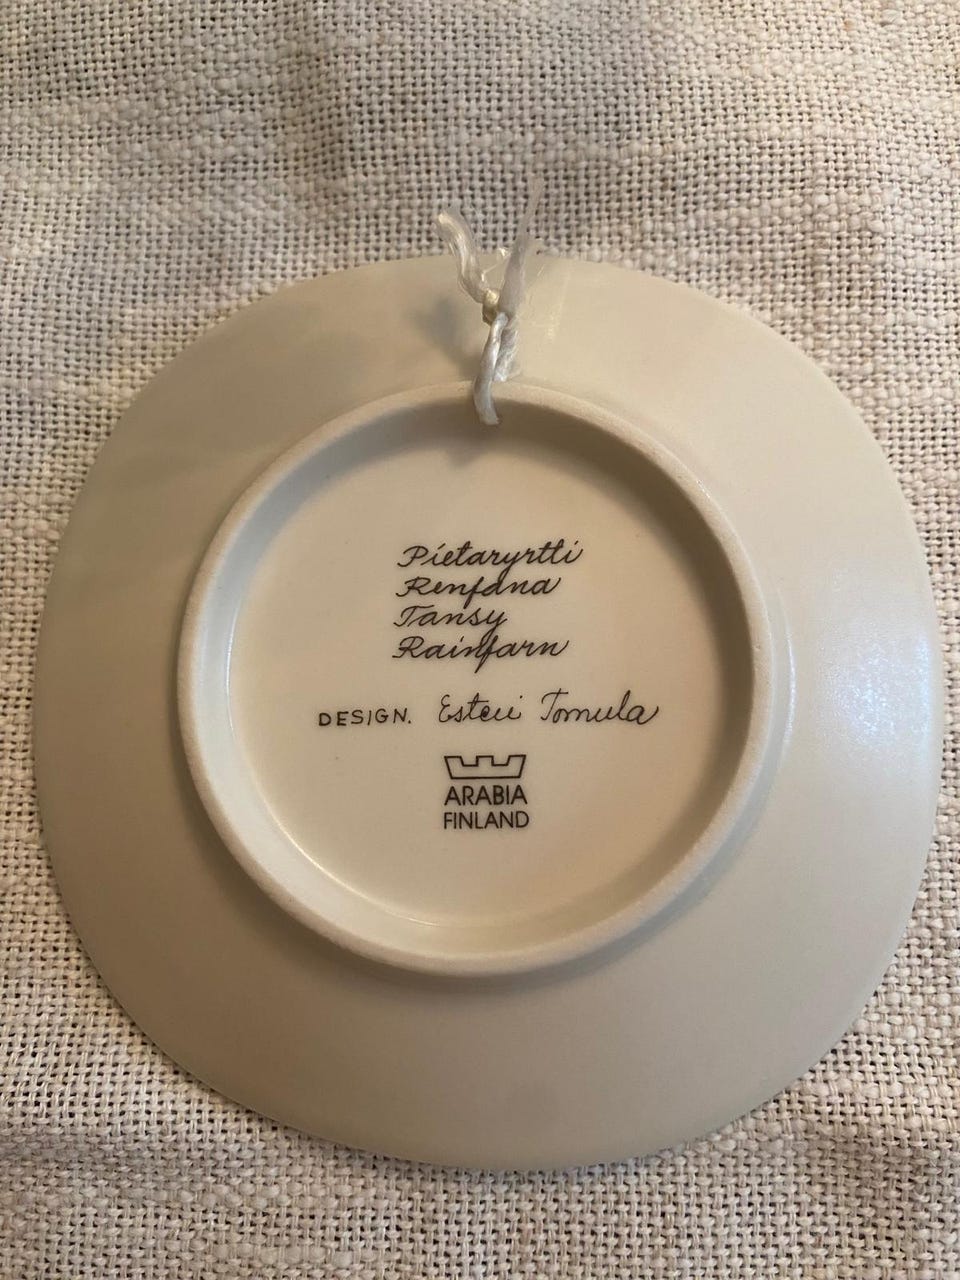 Pietaryrtti
Renfana
Tansy
Rainfarn
DESIGN. Esteri Tomula
ARABIA
FINLAND